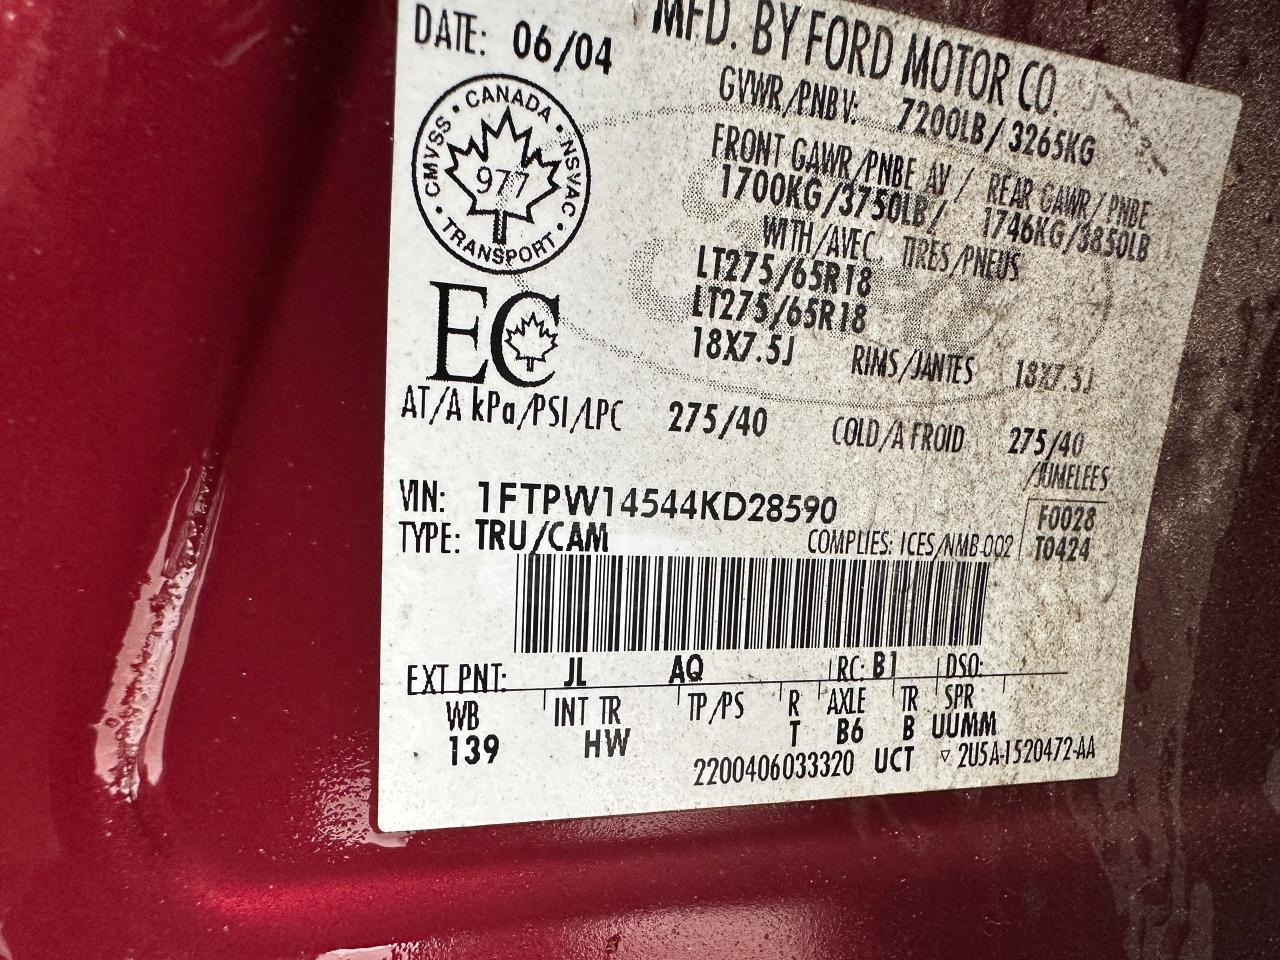 DATE: 06/04
MFD. BY FORD MOTOR CO.
GVWR/PNBV: 7200LB/3265KG
CANADA • NSVAC • TRANSPORT • CMVSS
977
FRONT GAWR/PNBE AV / REAR GAWR/PNBE
1700KG/3750LB/ 1746KG/3850LB
WITH/AVEC TIRES/PNEUS
LT275/65R18
LT275/65R18
18X7.5J RIMS/JANTES 18X7.5J
EC
AT/A kPa/PSI/LPC 275/40 COLD/A FROID 275/40
/JUMELEES
VIN: 1FTPW14544KD28590
F0028
TYPE: TRU/CAM COMPLIES: ICES/NMB-002 T0424
EXT PNT: JL AQ RC: B1 DSO:
WB INT TR TP/PS R AXLE TR SPR
139 HW T B6 B UUMM
2200406033320 UCT ▽ 2U5A-1520472-AA